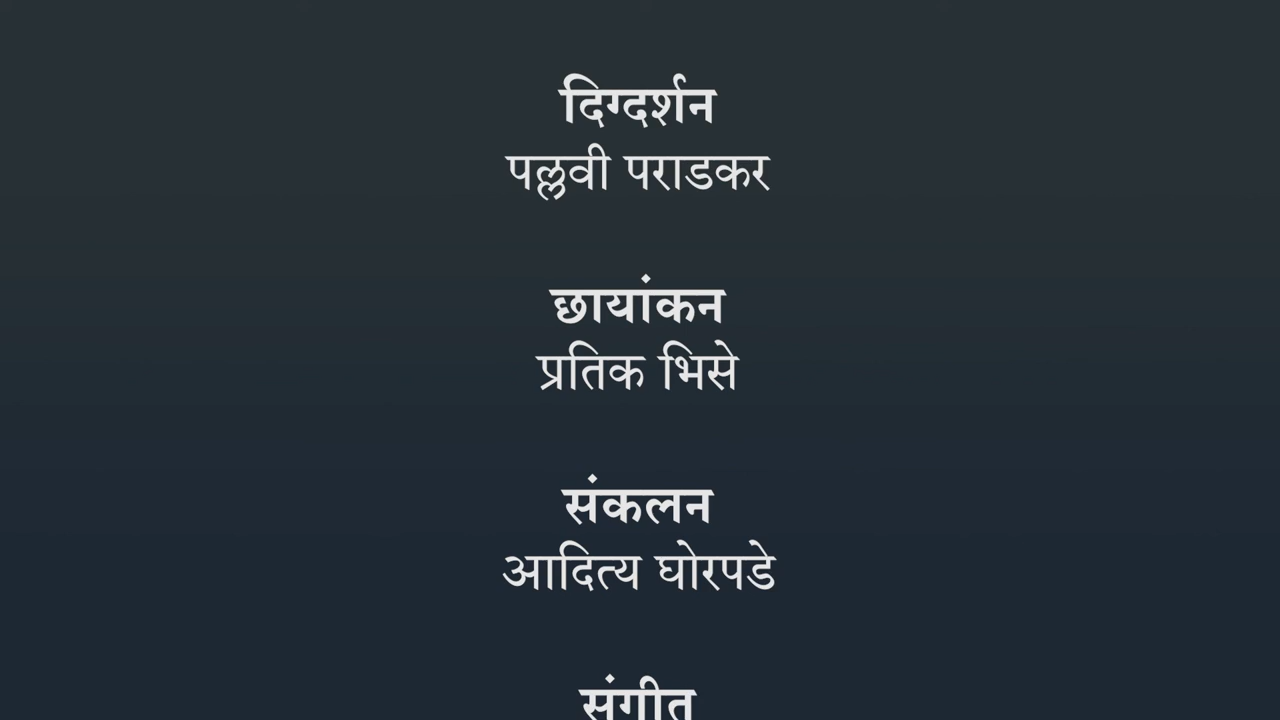 दिग्दर्शन
पल्लवी पराडकर
छायांकन
प्रतिक भिसे
संकलन
आदित्य घोरपडे
संगीत